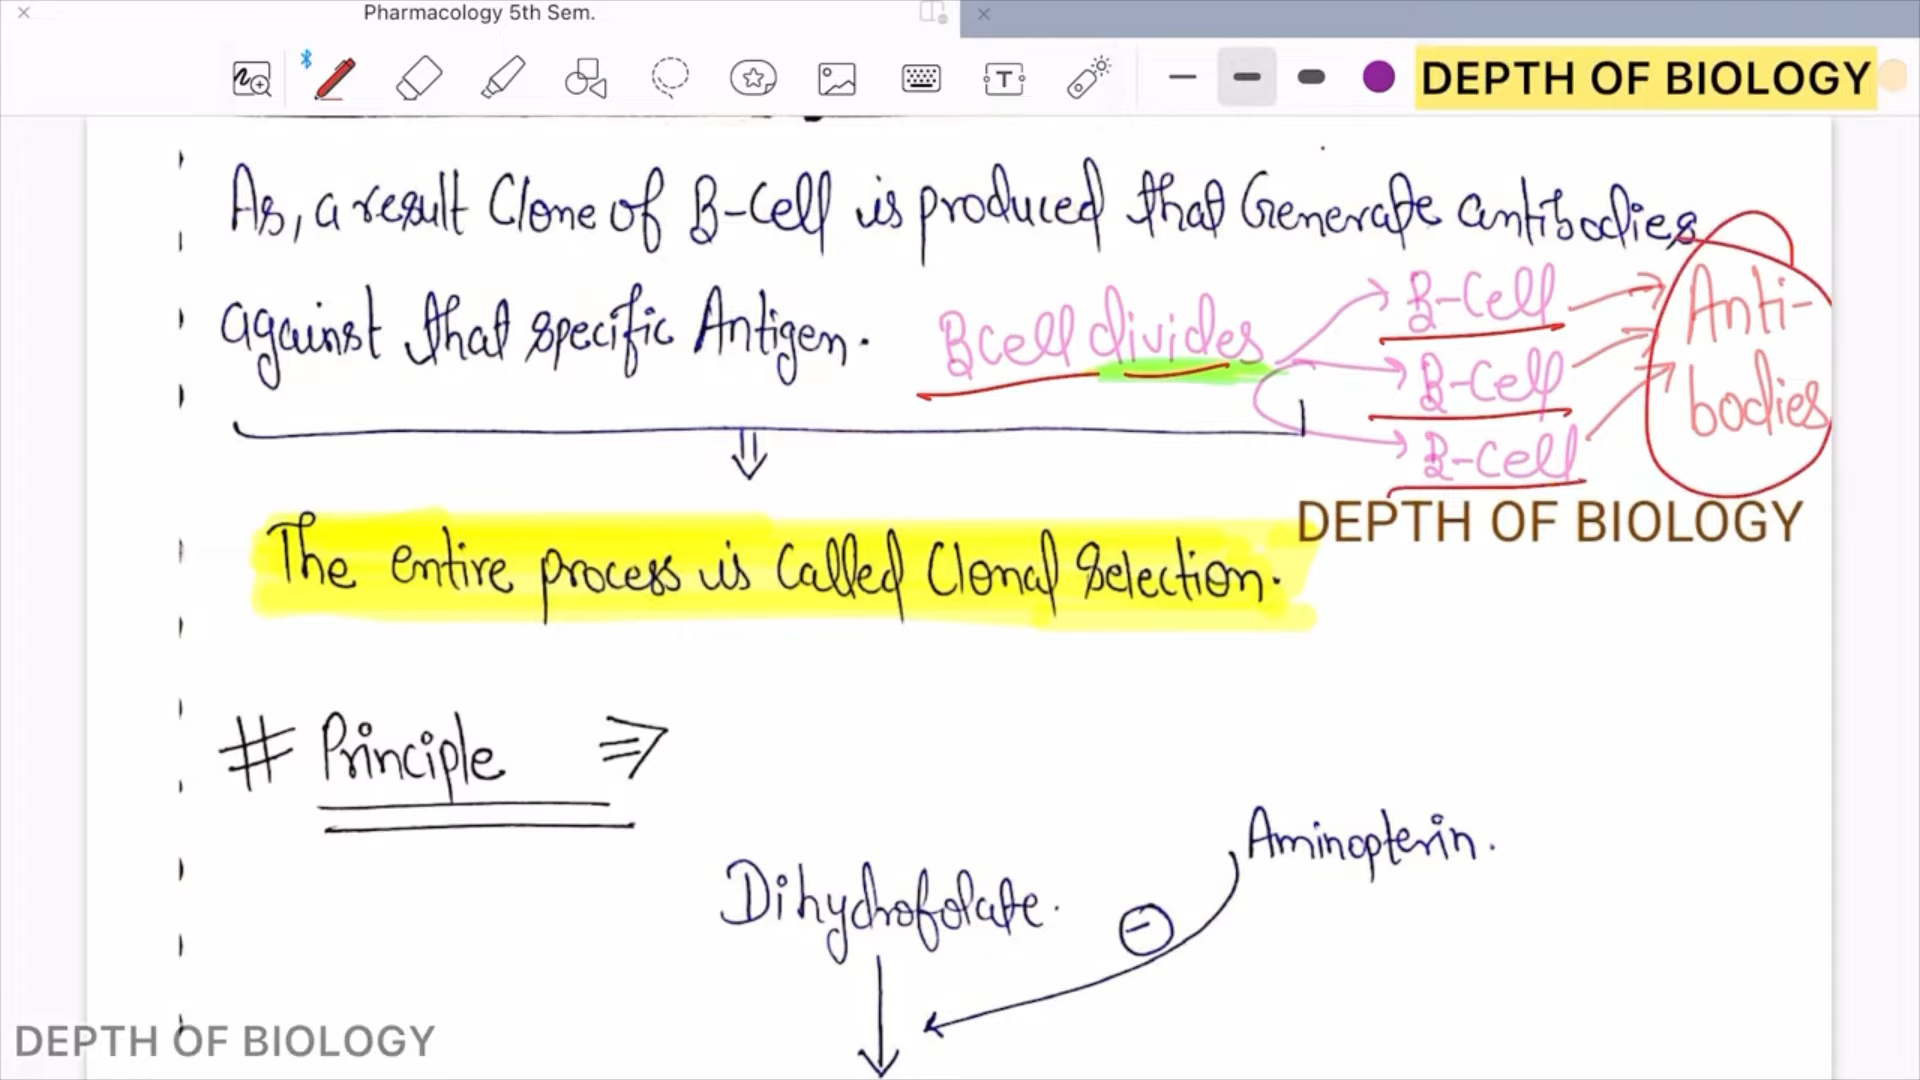 Pharmacology 5th Sem.
DEPTH OF BIOLOGY
As, a result Clone of B-Cell is produced that Generate antibodies
against that specific Antigen.
B cell divides
B-Cell
B-Cell
B-Cell
Anti-
bodies
DEPTH OF BIOLOGY
The entire process is called Clonal Selection.
# Principle ⇒
Aminopterin.
Dihydrofolate.
DEPTH OF BIOLOGY